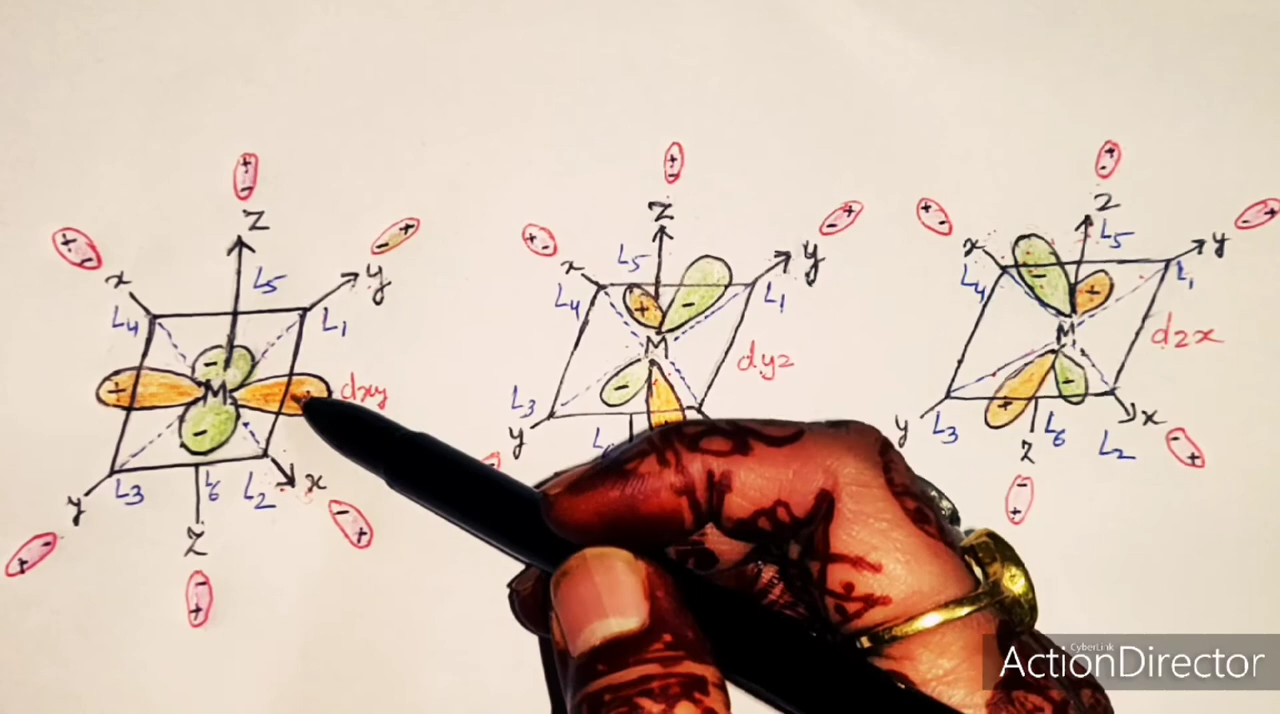 + -
Z
+ -
+ -
x
L5
y
L4
L1
-
+
M
+
dxy
-
L3
L6
L2
x
y
Z
- +
- +
- +
+ -
Z
+ -
+ -
x
L5
y
L4
L1
+
-
M
dyz
-
L3
y
+ -
z
+ -
+ -
x
L5
y
L4
L1
-
+
M
dzx
+
-
y
L3
L6
L2
x
z
- +
- +
CyberLink
ActionDirector